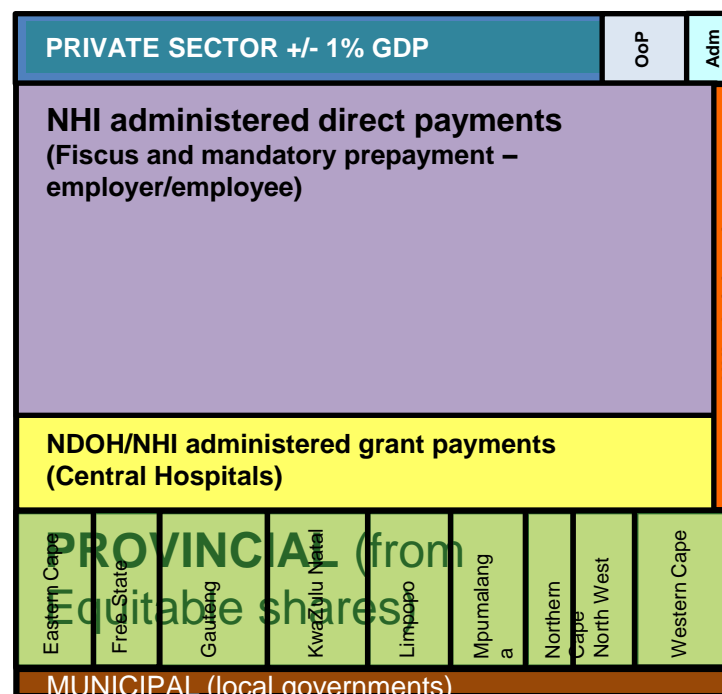 PRIVATE SECTOR +/- 1% GDP
OoP
Adm
NHI administered direct payments
(Fiscus and mandatory prepayment –
employer/employee)
NDOH/NHI administered grant payments
(Central Hospitals)
PROVINCIAL (from
Equitable shares)
Eastern Cape
Free State
Gauteng
KwaZulu Natal
Limpopo
Mpumalang
a
Northern
Cape
North West
Western Cape
MUNICIPAL (local governments)